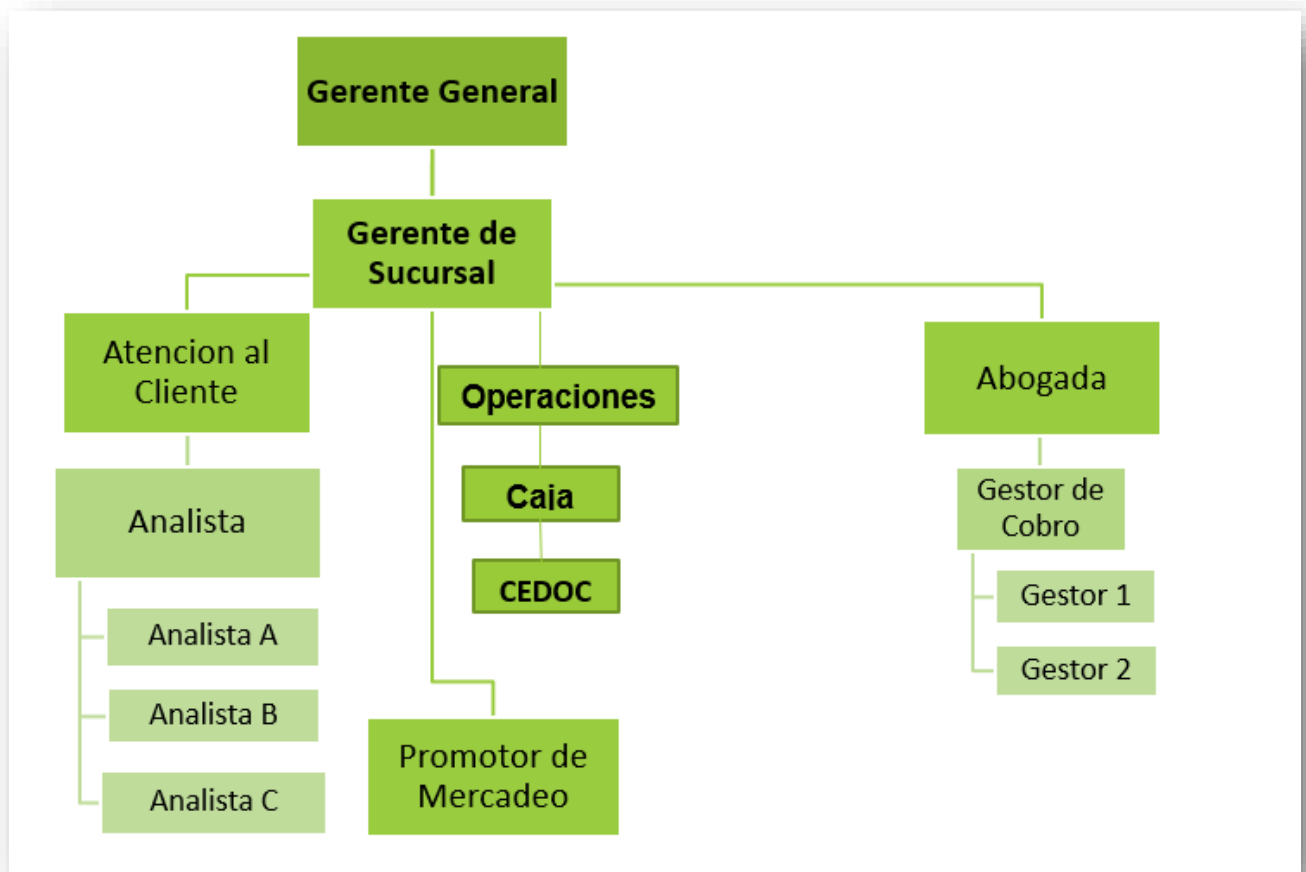 Gerente General
Gerente de
Sucursal
Atencion al
Cliente
Operaciones
Abogada
Analista
Caja
Gestor de
Cobro
CEDOC
Gestor 1
Analista A
Gestor 2
Analista B
Promotor de
Mercadeo
Analista C